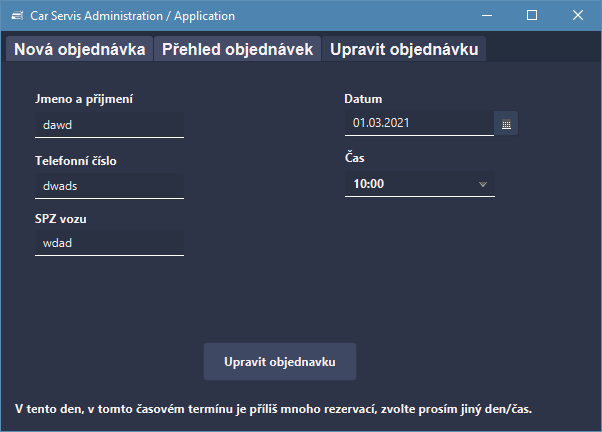 Car Servis Administration / Application
Nová objednávka Přehled objednávek Upravit objednávku
Jmeno a přijmení
dawd
Telefonní číslo
dwads
SPZ vozu
wdad
Datum
01.03.2021
Čas
10:00
Upravit objednavku
V tento den, v tomto časovém termínu je příliš mnoho rezervací, zvolte prosím jiný den/čas.